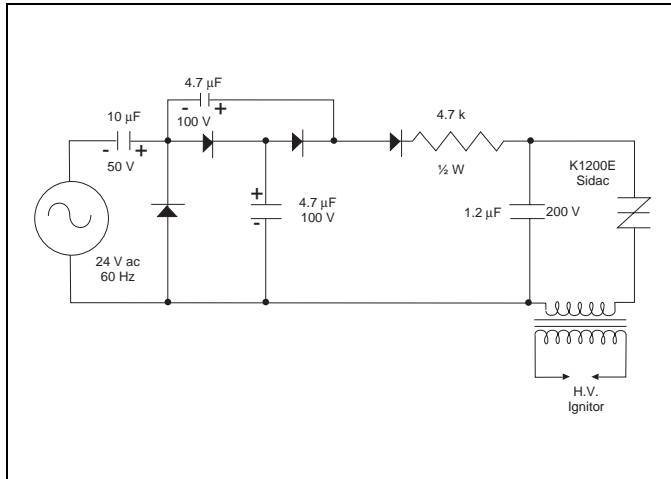 4.7 μF
- +
100 V
10 μF
- +
50 V
4.7 k
½ W
K1200E
Sidac
+
-
4.7 μF
100 V
1.2 μF
200 V
24 V ac
60 Hz
H.V.
Ignitor